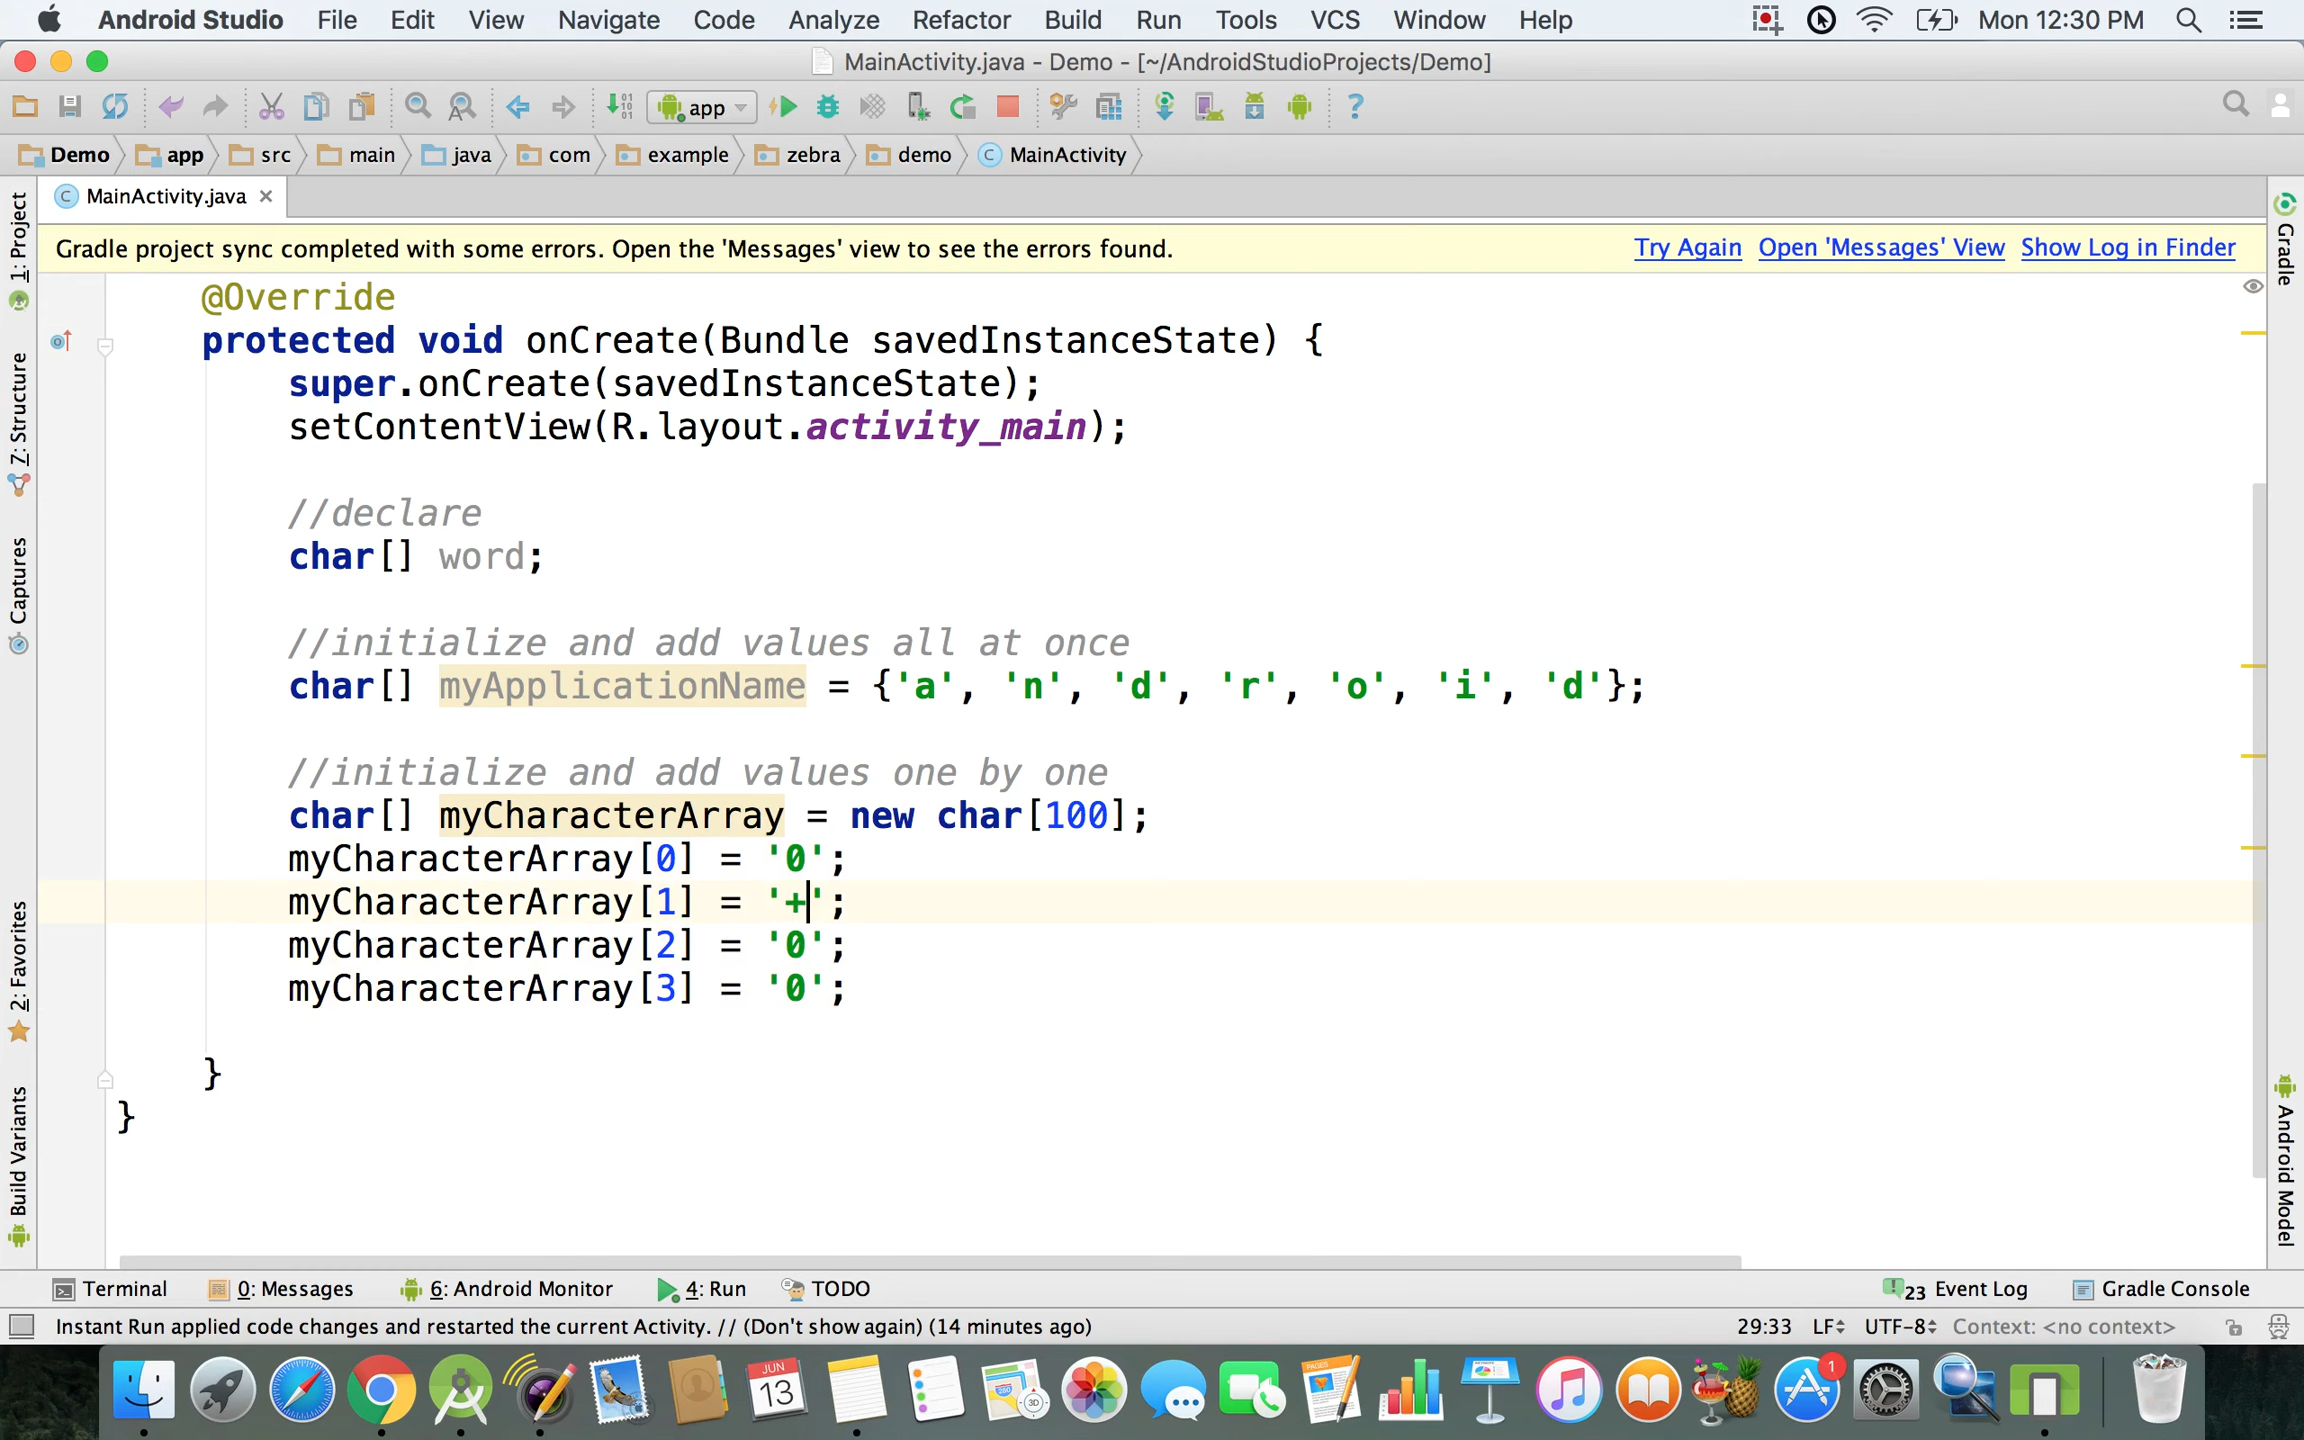 Android Studio File Edit View Navigate Code Analyze Refactor Build Run Tools VCS Window Help Mon 12:30 PM
MainActivity.java - Demo - [~/AndroidStudioProjects/Demo]
app
Demo app src main java com example zebra demo MainActivity
MainActivity.java
Gradle project sync completed with some errors. Open the 'Messages' view to see the errors found. Try Again Open 'Messages' View Show Log in Finder
1: Project
7: Structure
Captures
2: Favorites
Build Variants
@Override
protected void onCreate(Bundle savedInstanceState) {
super.onCreate(savedInstanceState);
setContentView(R.layout.activity_main);
//declare
char[] word;
//initialize and add values all at once
char[] myApplicationName = {'a', 'n', 'd', 'r', 'o', 'i', 'd'};
//initialize and add values one by one
char[] myCharacterArray = new char[100];
myCharacterArray[0] = '0';
myCharacterArray[1] = '+';
myCharacterArray[2] = '0';
myCharacterArray[3] = '0';
}
}
Gradle
Android Model
Terminal 0: Messages 6: Android Monitor 4: Run TODO 23 Event Log Gradle Console
Instant Run applied code changes and restarted the current Activity. // (Don't show again) (14 minutes ago) 29:33 LF UTF-8 Context: <no context>
JUN
13
PAGES
280
3D
1